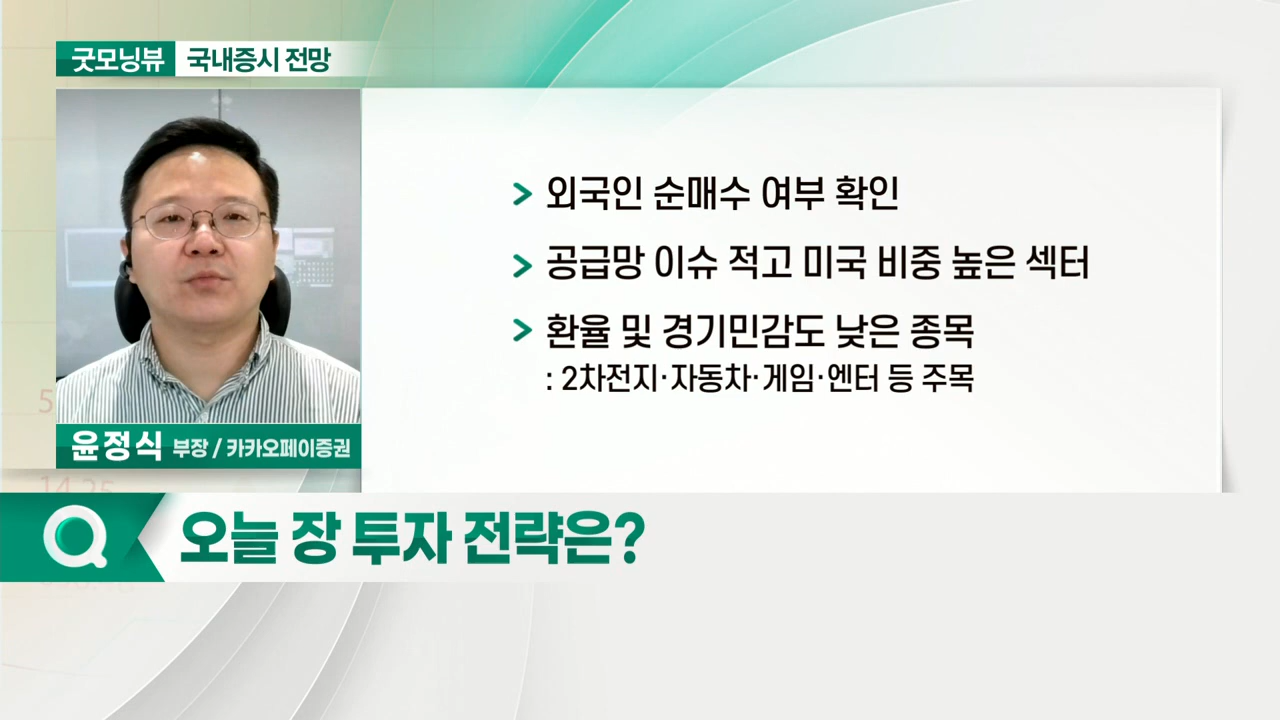 굿모닝뷰 국내증시 전망
> 외국인 순매수 여부 확인
> 공급망 이슈 적고 미국 비중 높은 섹터
> 환율 및 경기민감도 낮은 종목
: 2차전지·자동차·게임·엔터 등 주목
윤정식 부장 / 카카오페이증권
Q 오늘 장 투자 전략은?